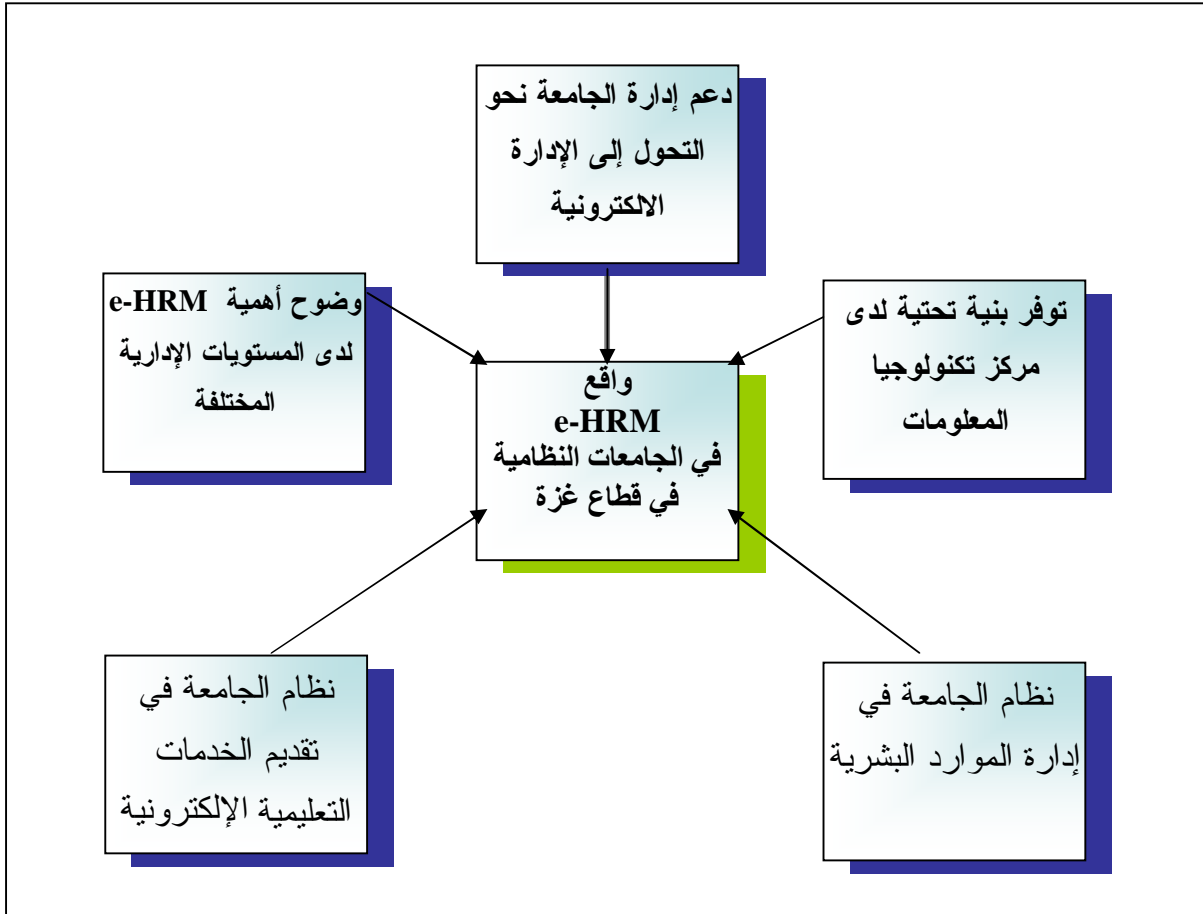 دعم إدارة الجامعة نحو
التحول إلى الإدارة
الالكترونية
توفر بنية تحتية لدى
مركز تكنولوجيا
المعلومات
وضوح أهمية e-HRM
لدى المستويات الإدارية
المختلفة
واقع
e-HRM
في الجامعات النظامية
في قطاع غزة
نظام الجامعة في
إدارة الموارد البشرية
نظام الجامعة في
تقديم الخدمات
التعليمية الإلكترونية